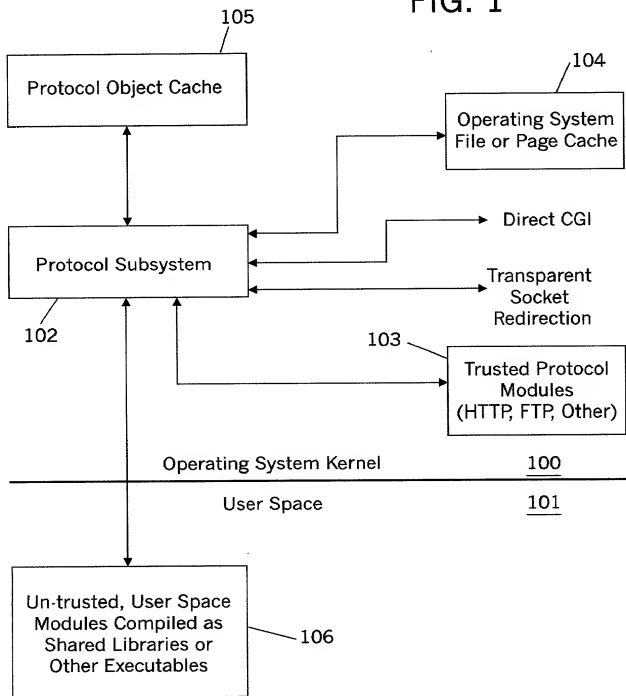 FIG. 1
105
Protocol Object Cache
104
Operating System
File or Page Cache
Direct CGI
Protocol Subsystem
Transparent
Socket
Redirection
102
103
Trusted Protocol
Modules
(HTTP, FTP, Other)
Operating System Kernel 100
User Space 101
Un-trusted, User Space
Modules Compiled as
Shared Libraries or
Other Executables
106